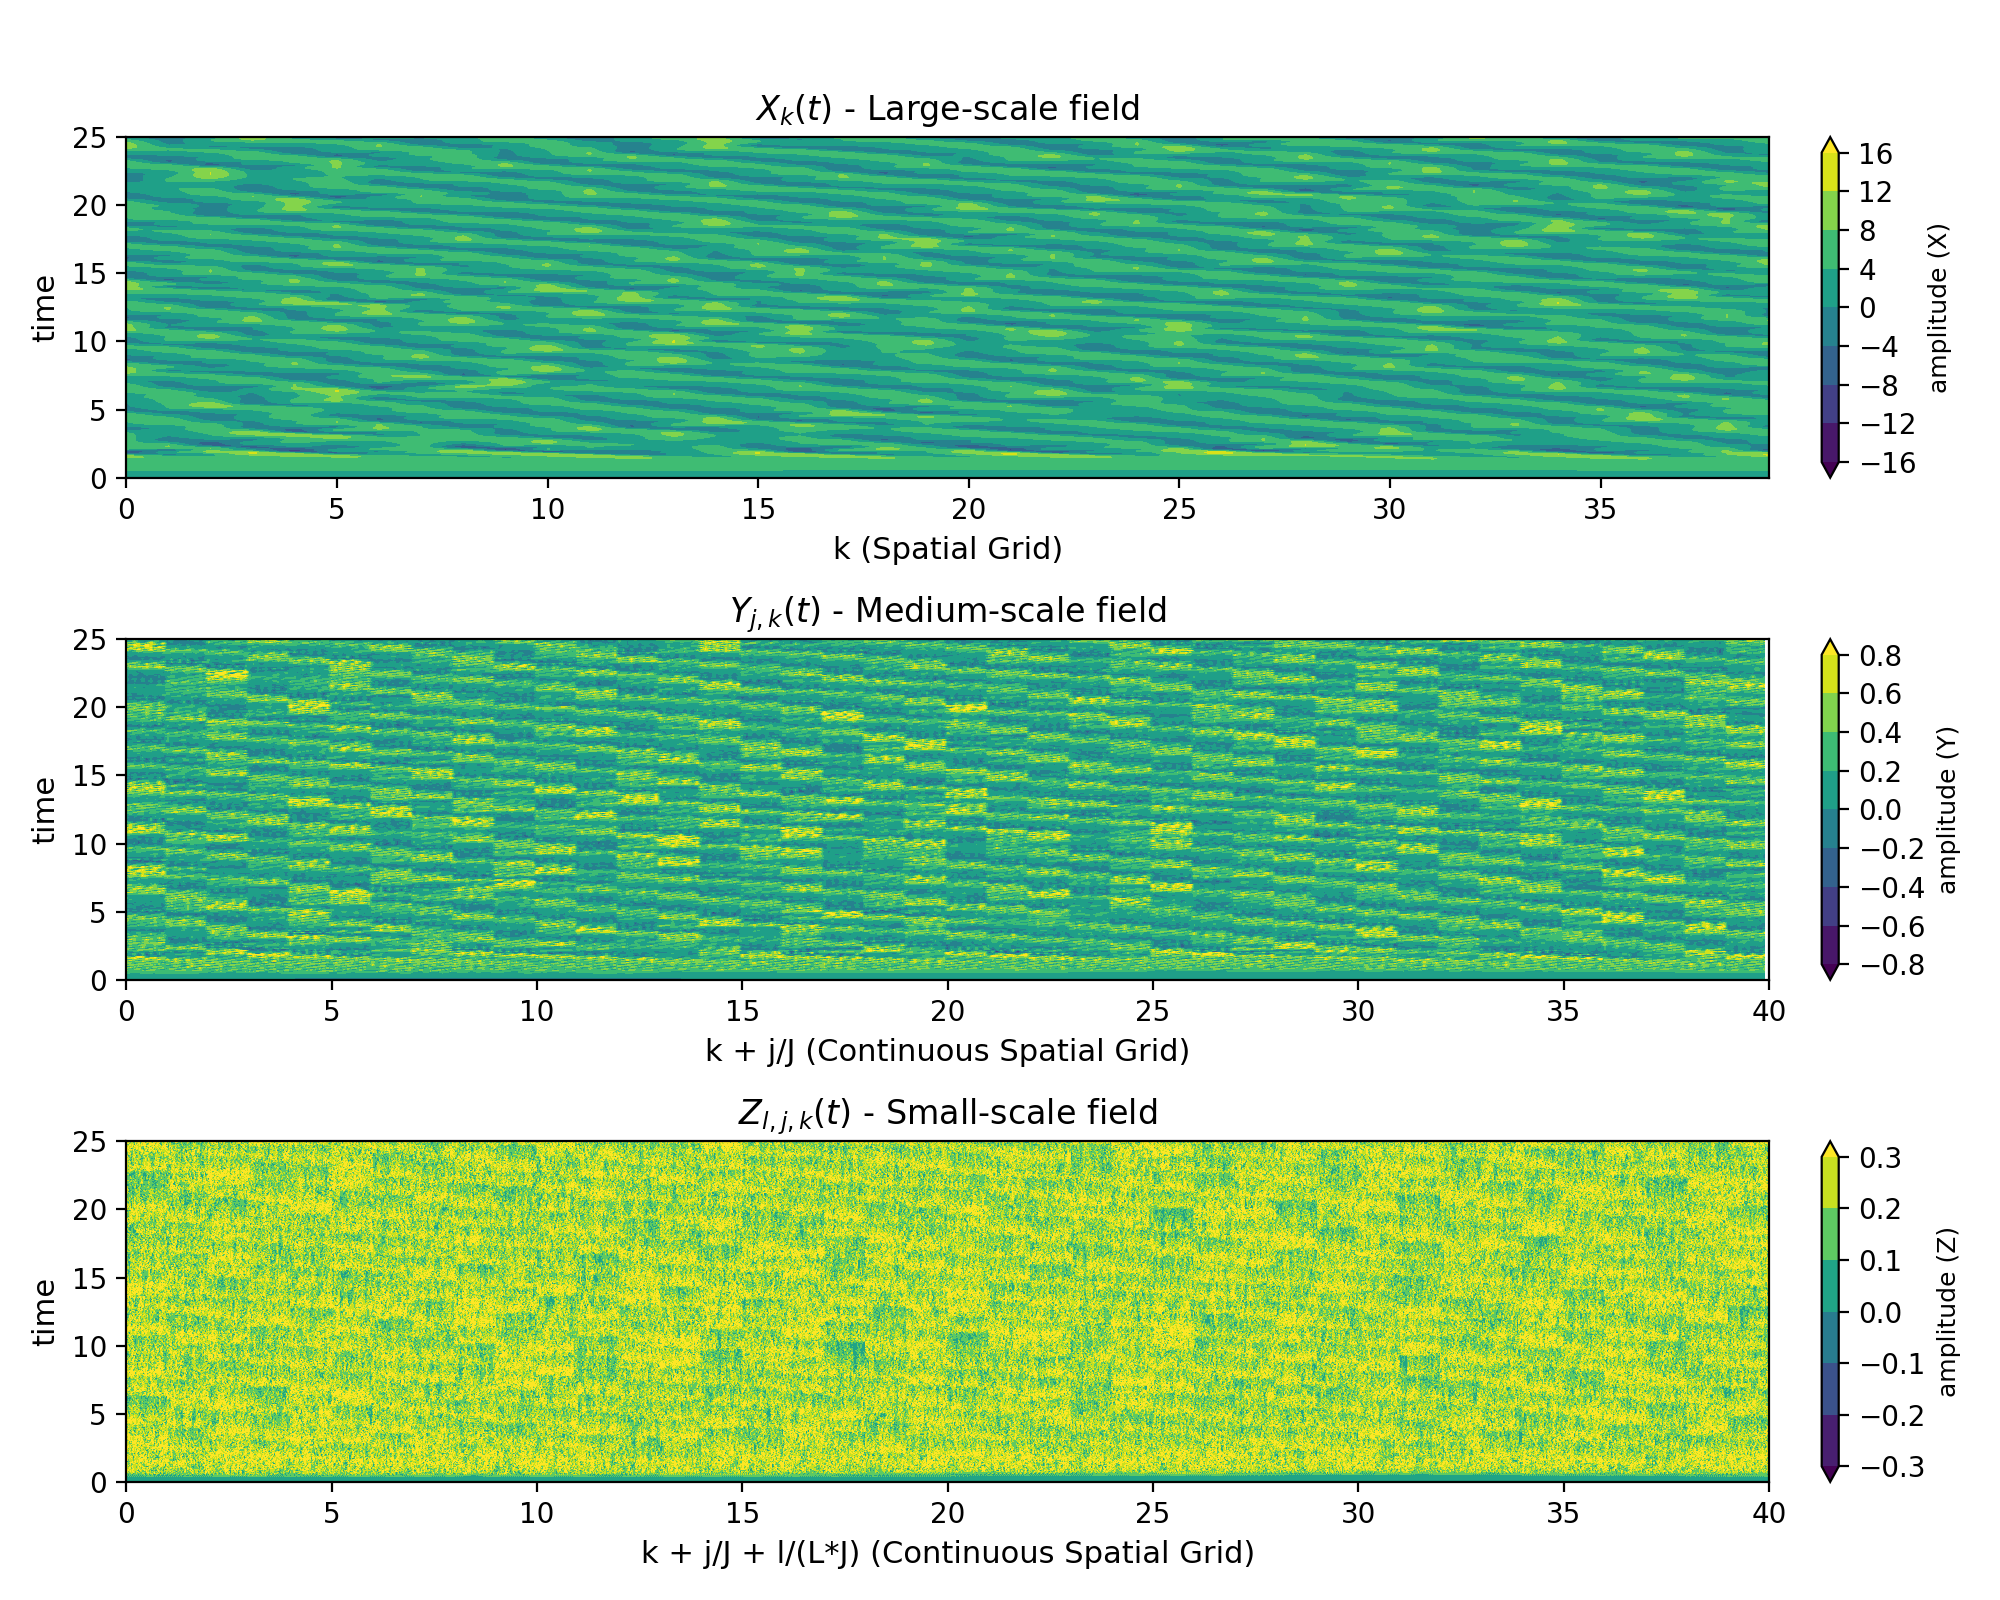 X_k(t) - Large-scale field
25
20
15
10
5
0
time
0 5 10 15 20 25 30 35
k (Spatial Grid)
16
12
8
4
0
−4
−8
−12
−16
amplitude (X)
Y_{j,k}(t) - Medium-scale field
25
20
15
10
5
0
time
0 5 10 15 20 25 30 35 40
k + j/J (Continuous Spatial Grid)
0.8
0.6
0.4
0.2
0.0
−0.2
−0.4
−0.6
−0.8
amplitude (Y)
Z_{l,j,k}(t) - Small-scale field
25
20
15
10
5
0
time
0 5 10 15 20 25 30 35 40
k + j/J + l/(L*J) (Continuous Spatial Grid)
0.3
0.2
0.1
0.0
−0.1
−0.2
−0.3
amplitude (Z)